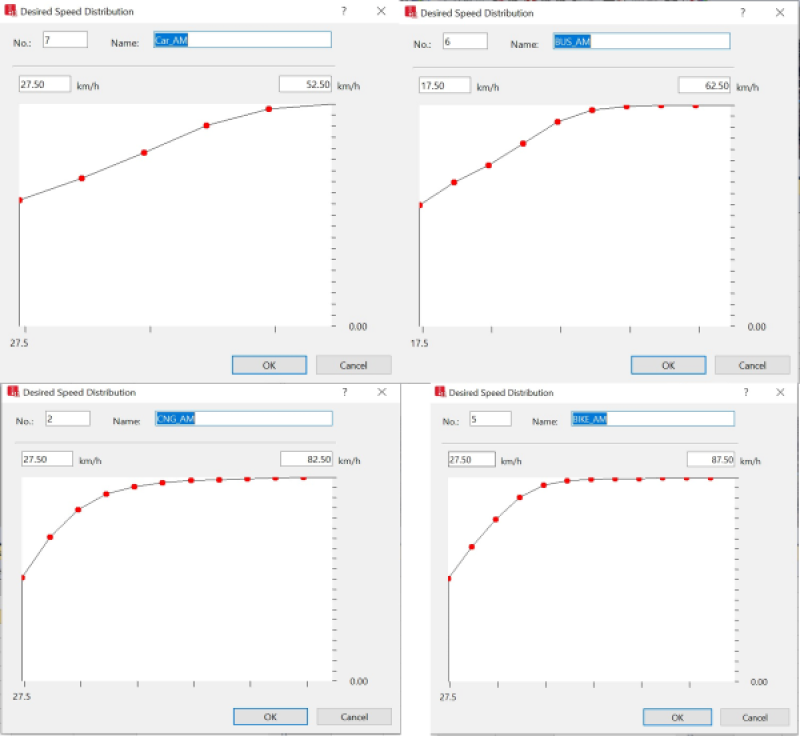 Desired Speed Distribution ? ×
No.: 7 Name: Car_AM
27.50 km/h 52.50 km/h
0.00
27.5
OK Cancel
Desired Speed Distribution ? ×
No.: 6 Name: BUS_AM
17.50 km/h 62.50 km/h
0.00
17.5
OK Cancel
Desired Speed Distribution ? ×
No.: 2 Name: CNG_AM
27.50 km/h 82.50 km/h
0.00
27.5
OK Cancel
Desired Speed Distribution ? ×
No.: 5 Name: BIKE_AM
27.50 km/h 87.50 km/h
0.00
27.5
OK Cancel